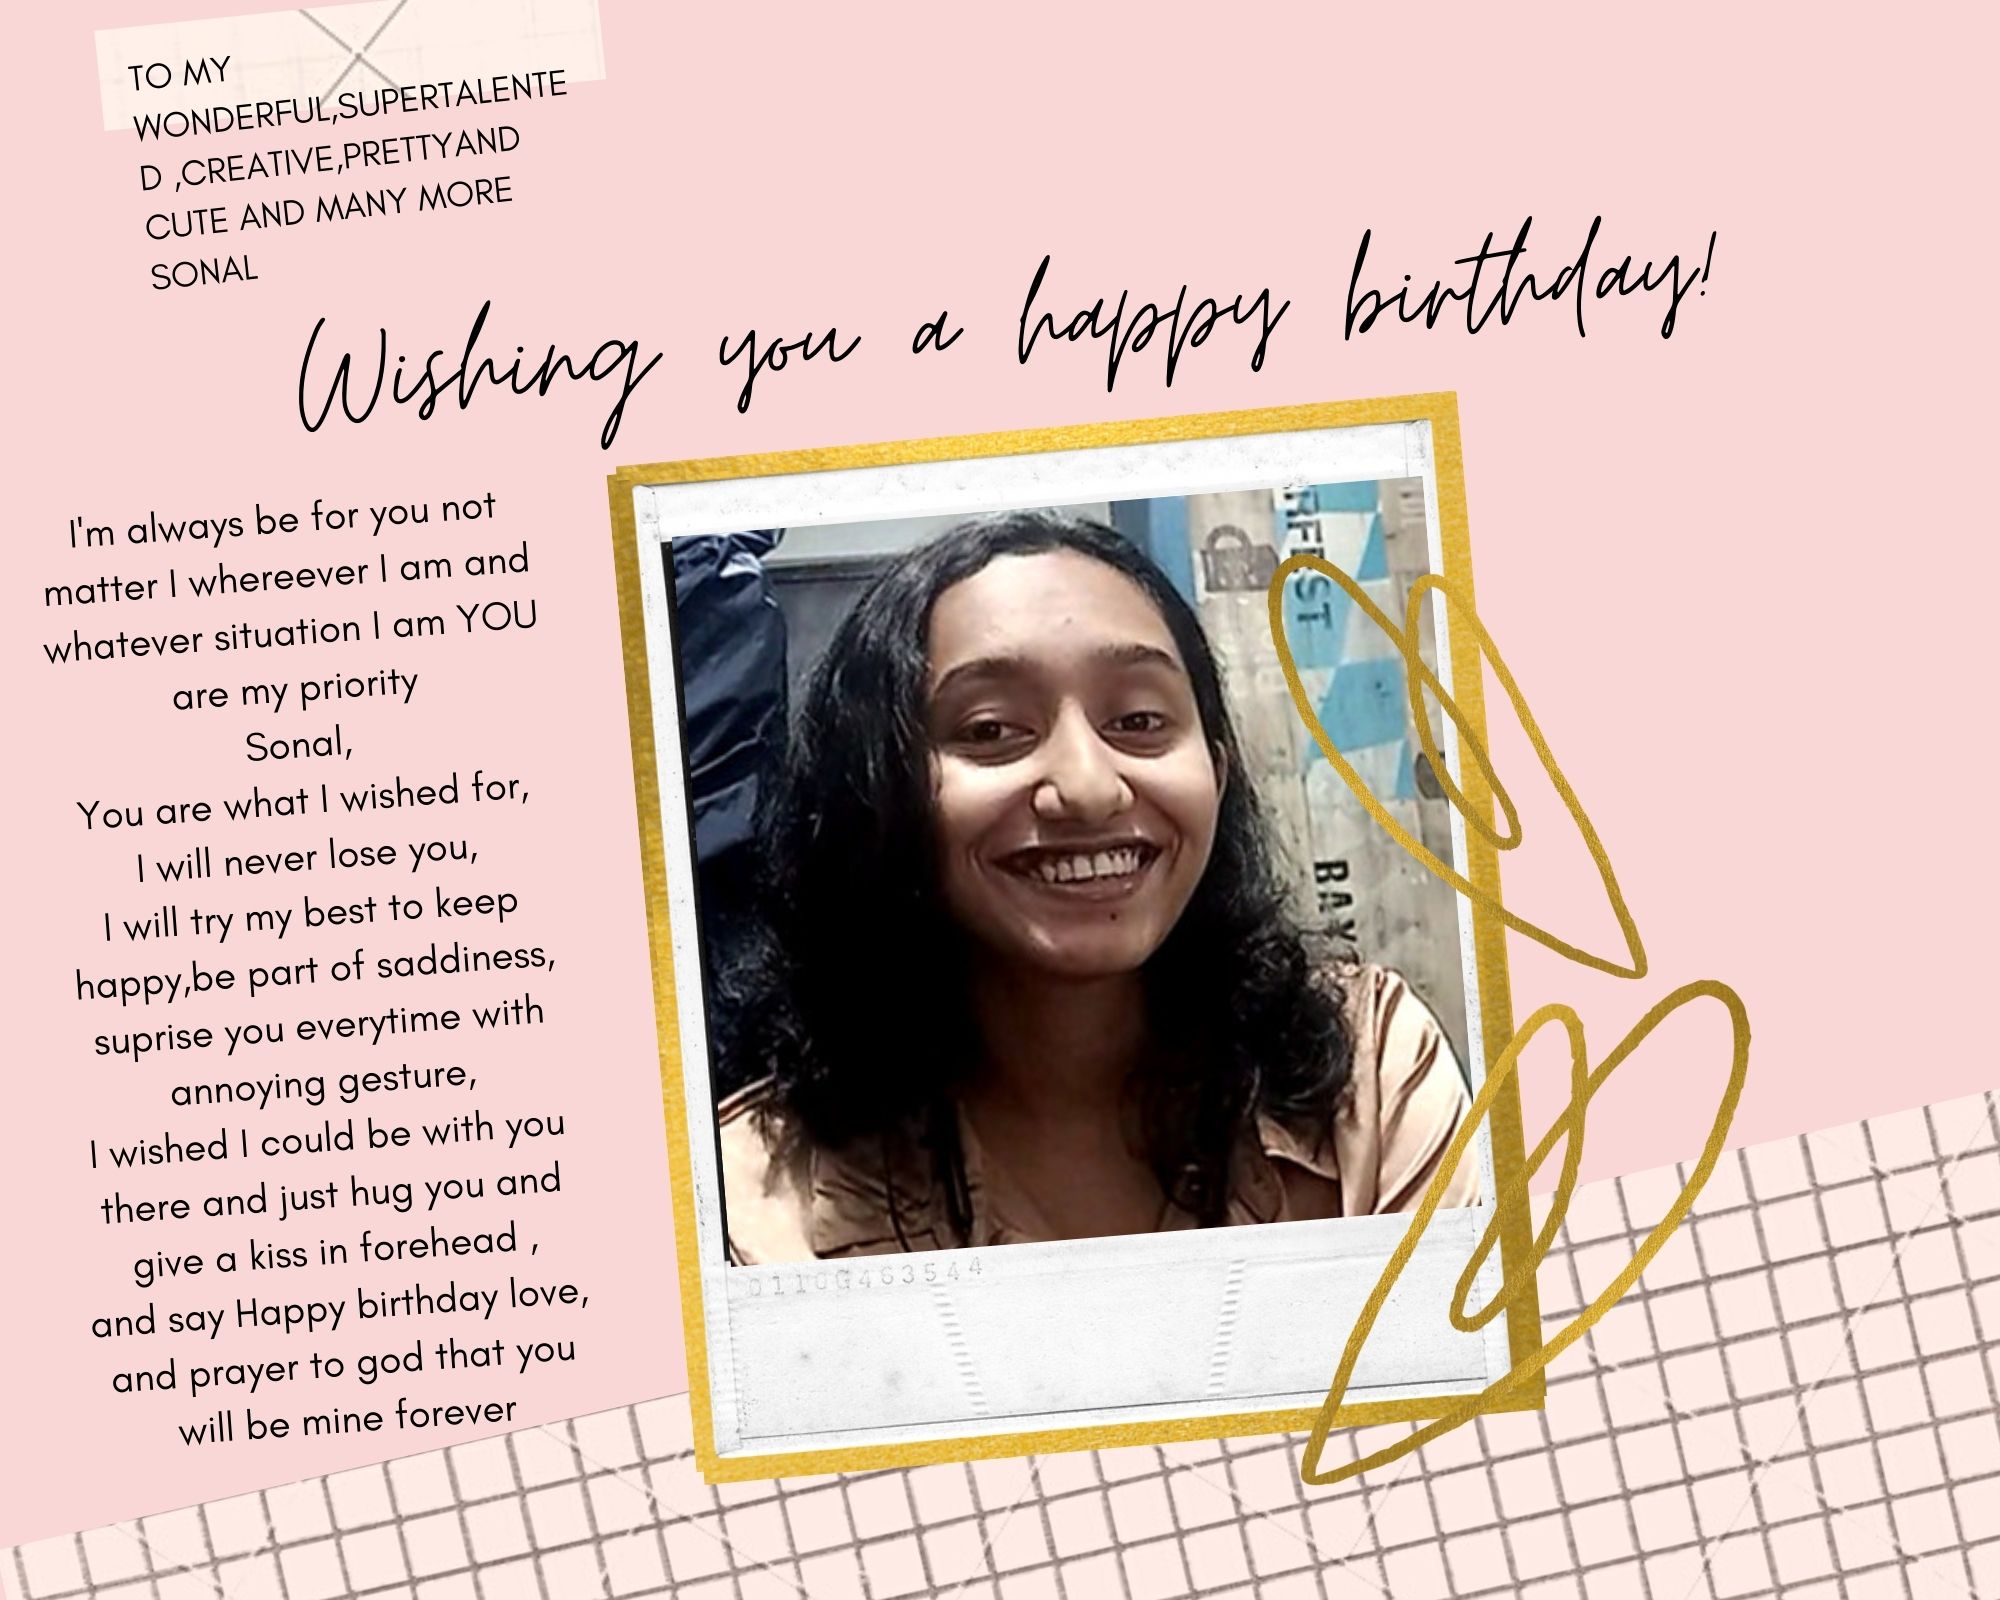 TO MY
WONDERFUL,SUPERTALENTE
D ,CREATIVE,PRETTYAND
CUTE AND MANY MORE
SONAL
Wishing you a happy birthday!
I'm always be for you not
matter I whereever I am and
whatever situation I am YOU
are my priority
Sonal,
You are what I wished for,
I will never lose you,
I will try my best to keep
happy,be part of saddiness,
suprise you everytime with
annoying gesture,
I wished I could be with you
there and just hug you and
give a kiss in forehead ,
and say Happy birthday love,
and prayer to god that you
will be mine forever
BAY
0110G463544